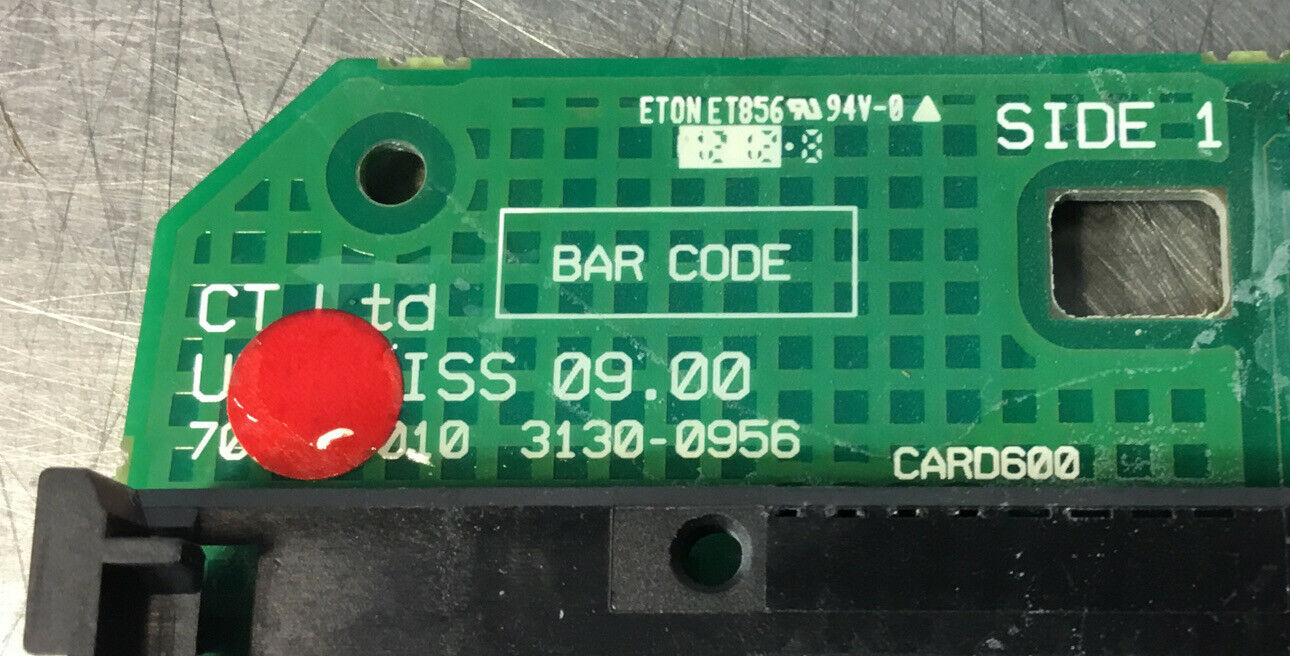 ETON ET856 94V-0
SIDE 1
BAR CODE
CT Ltd
ISS 09.00
010 3130-0956
CARD600